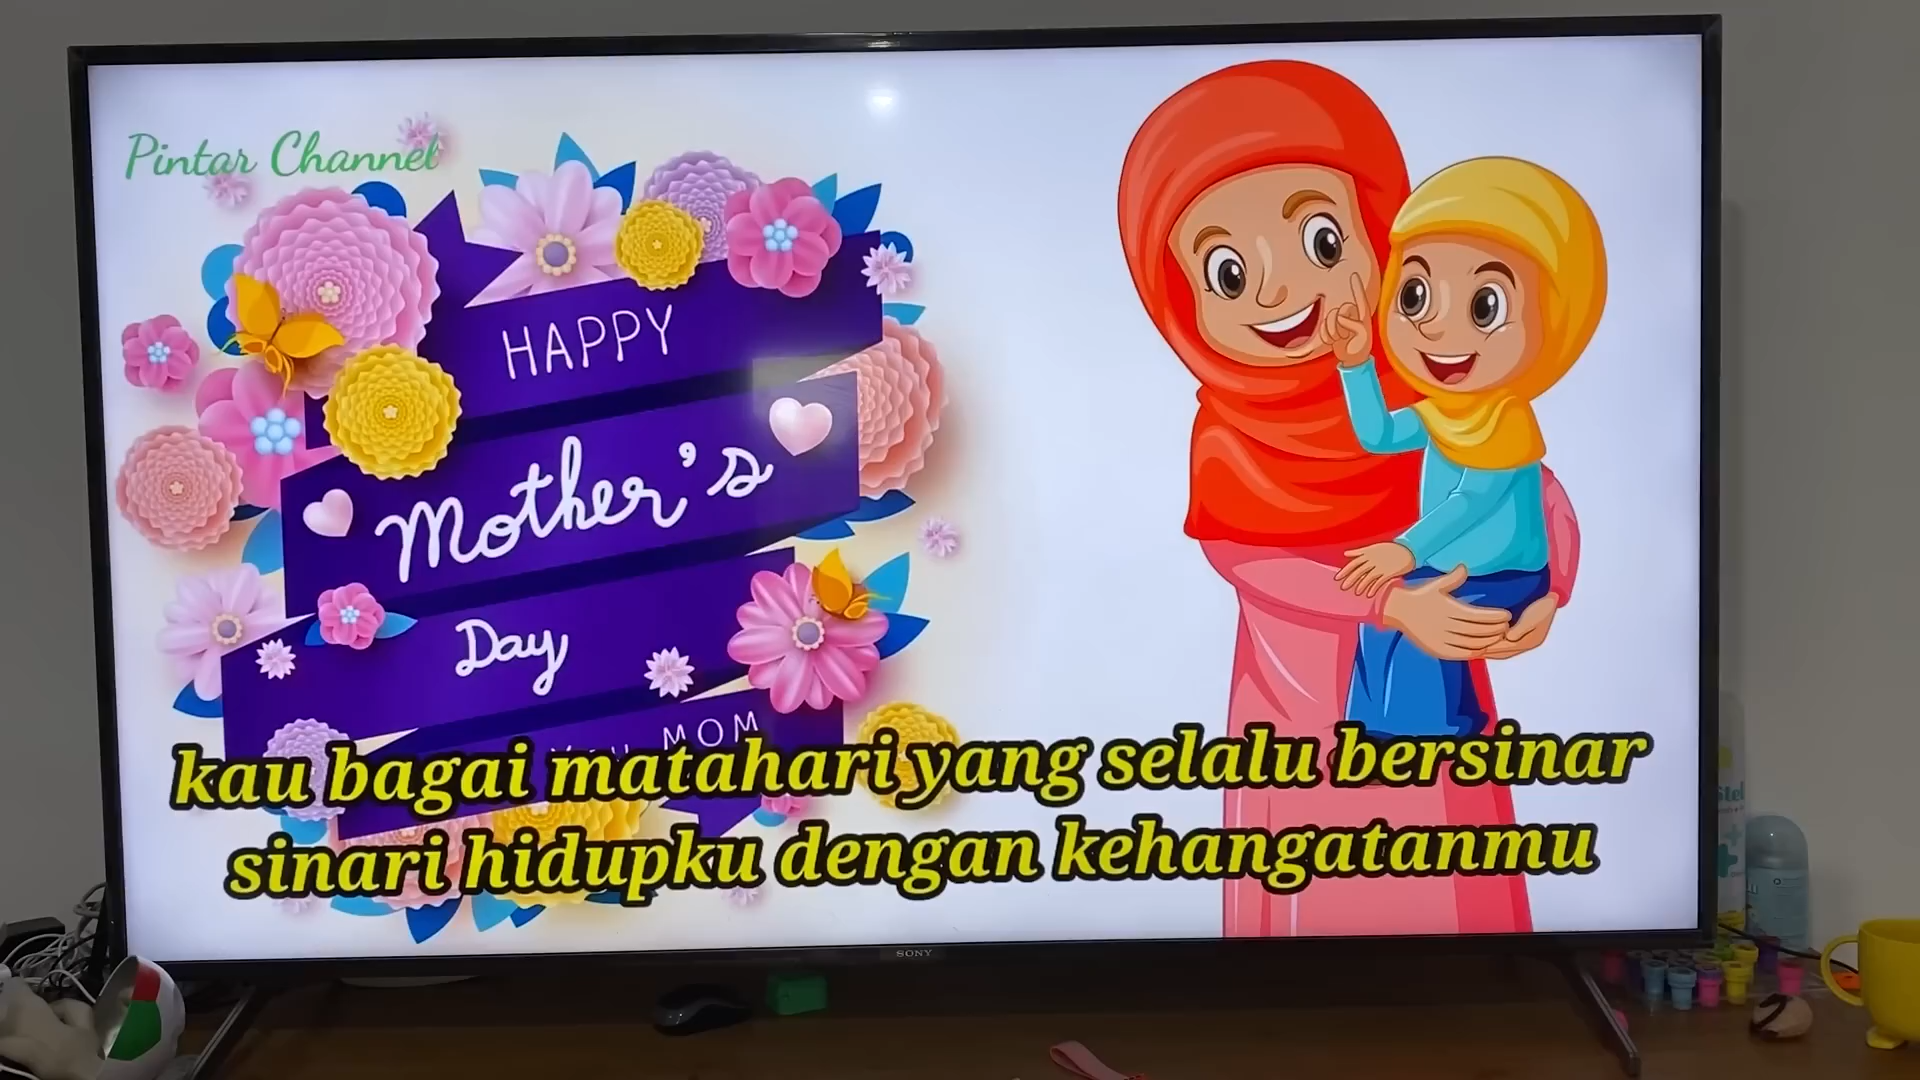 Pintar Channel
HAPPY
Mother's
Day
MOM
kau bagai matahari yang selalu bersinar
sinari hidupku dengan kehangatanmu
SONY